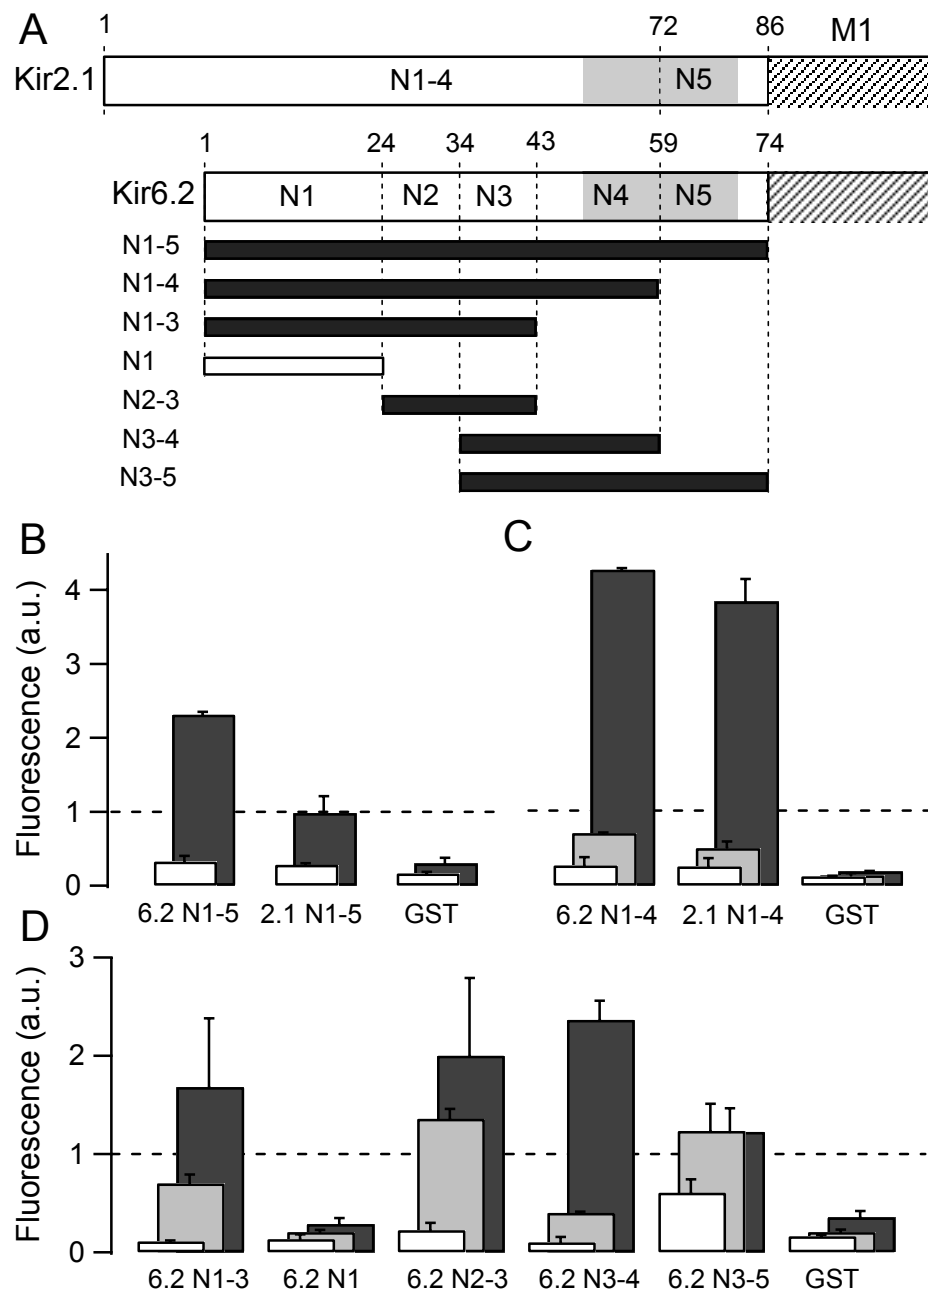 A
1 72 86 M1
Kir2.1 N1-4 N5
1 24 34 43 59 74
Kir6.2 N1 N2 N3 N4 N5
N1-5
N1-4
N1-3
N1
N2-3
N3-4
N3-5
B
Fluorescence (a.u.)
4
3
2
1
0
6.2 N1-5 2.1 N1-5 GST
C
6.2 N1-4 2.1 N1-4 GST
D
Fluorescence (a.u.)
3
2
1
0
6.2 N1-3 6.2 N1 6.2 N2-3 6.2 N3-4 6.2 N3-5 GST